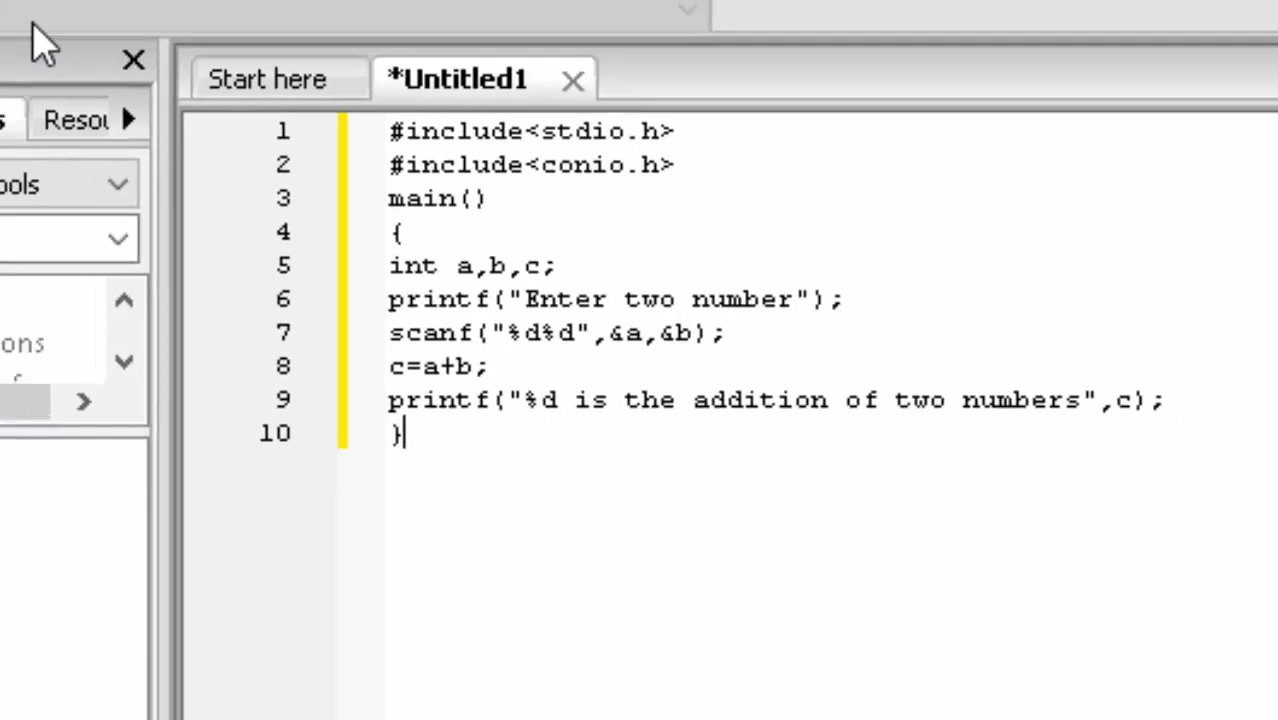 Start here
*Untitled1
s
Resou
ools
ons
1 #include<stdio.h>
2 #include<conio.h>
3 main()
4 {
5 int a,b,c;
6 printf("Enter two number");
7 scanf("%d%d",&a,&b);
8 c=a+b;
9 printf("%d is the addition of two numbers",c);
10 }